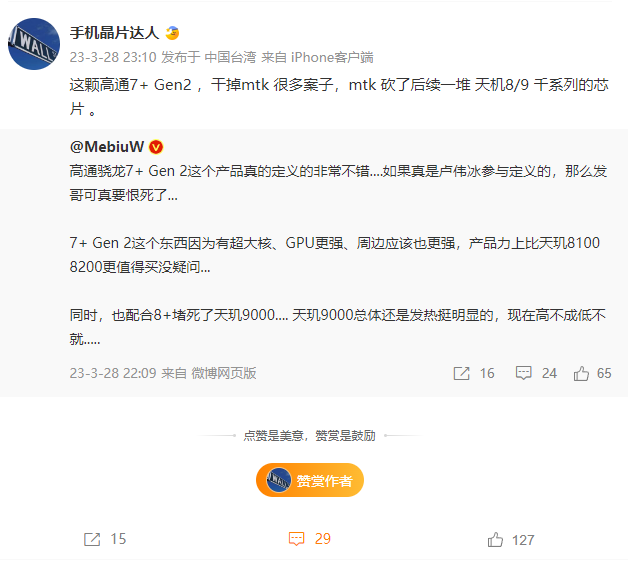 手机晶片达人
23-3-28 23:10 发布于 中国台湾 来自 iPhone客户端
这颗高通7+ Gen2 ，干掉mtk 很多案子，mtk 砍了后续一堆 天机8/9 千系列的芯
片 。
@MebiuW
高通骁龙7+ Gen 2这个产品真的定义的非常不错....如果真是卢伟冰参与定义的，那么发
哥可真要恨死了...
7+ Gen 2这个东西因为有超大核、GPU更强、周边应该也更强，产品力上比天玑8100
8200更值得买没疑问...
同时，也配合8+堵死了天玑9000.... 天玑9000总体还是发热挺明显的，现在高不成低不
就.....
23-3-28 22:09 来自 微博网页版 16 24 65
点赞是美意，赞赏是鼓励
WALL 赞赏作者
15 29 127